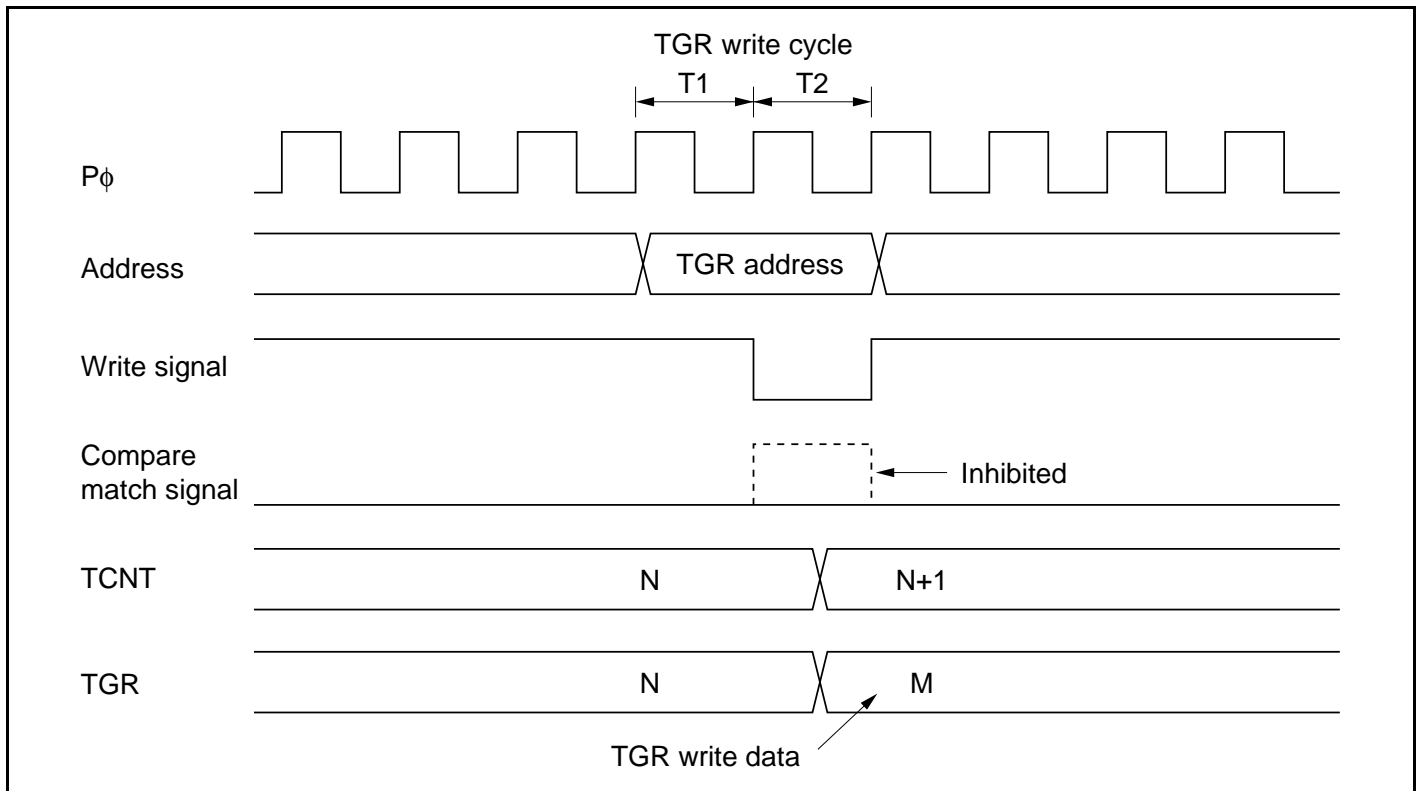 TGR write cycle
T1 T2
Pϕ
Address
TGR address
Write signal
Compare
match signal
Inhibited
TCNT
N
N+1
TGR
N
M
TGR write data